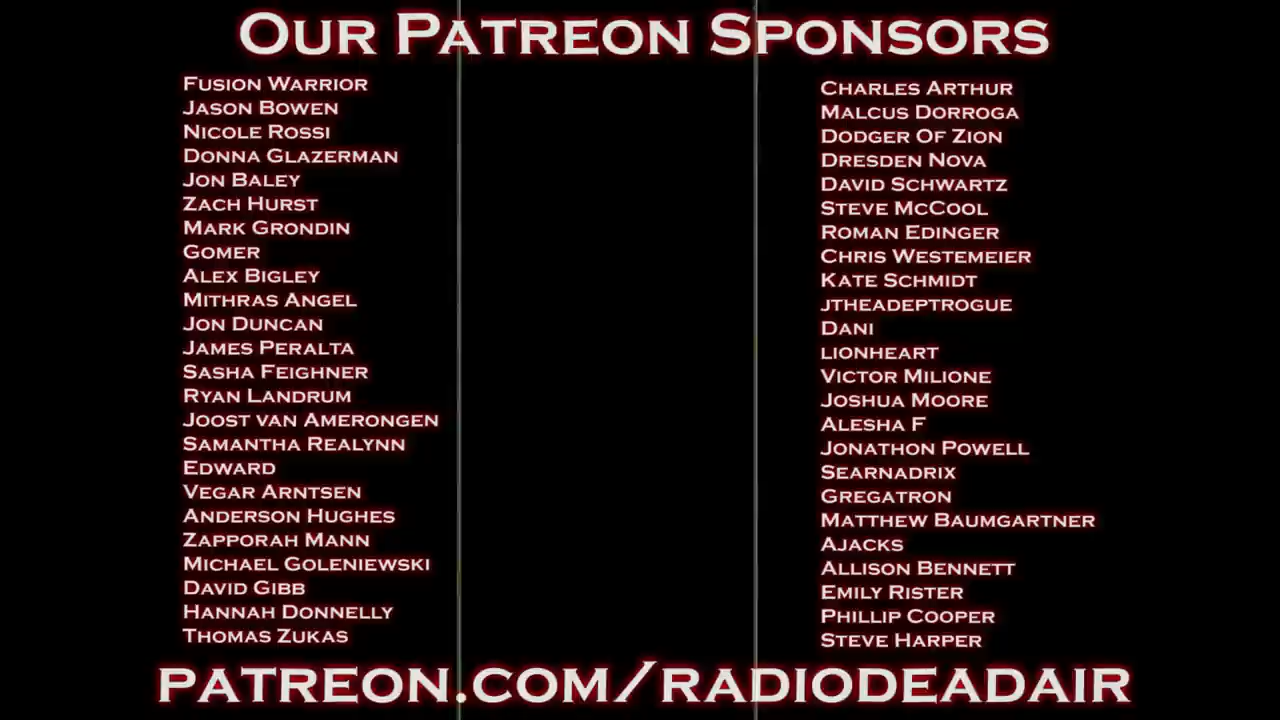 Our Patreon Sponsors
Fusion Warrior
Jason Bowen
Nicole Rossi
Donna Glazerman
Jon Baley
Zach Hurst
Mark Grondin
Gomer
Alex Bigley
Mithras Angel
Jon Duncan
James Peralta
Sasha Feighner
Ryan Landrum
Joost van Amerongen
Samantha Realynn
Edward
Vegar Arntsen
Anderson Hughes
Zapporah Mann
Michael Goleniewski
David Gibb
Hannah Donnelly
Thomas Zukas
Charles Arthur
Malcus Dorroga
Dodger Of Zion
Dresden Nova
David Schwartz
Steve McCool
Roman Edinger
Chris Westemeier
Kate Schmidt
jtheadeptrogue
Dani
lionheart
Victor Milione
Joshua Moore
Alesha F
Jonathon Powell
Searnadrix
Gregatron
Matthew Baumgartner
Ajacks
Allison Bennett
Emily Rister
Phillip Cooper
Steve Harper
patreon.com/radiodeadair